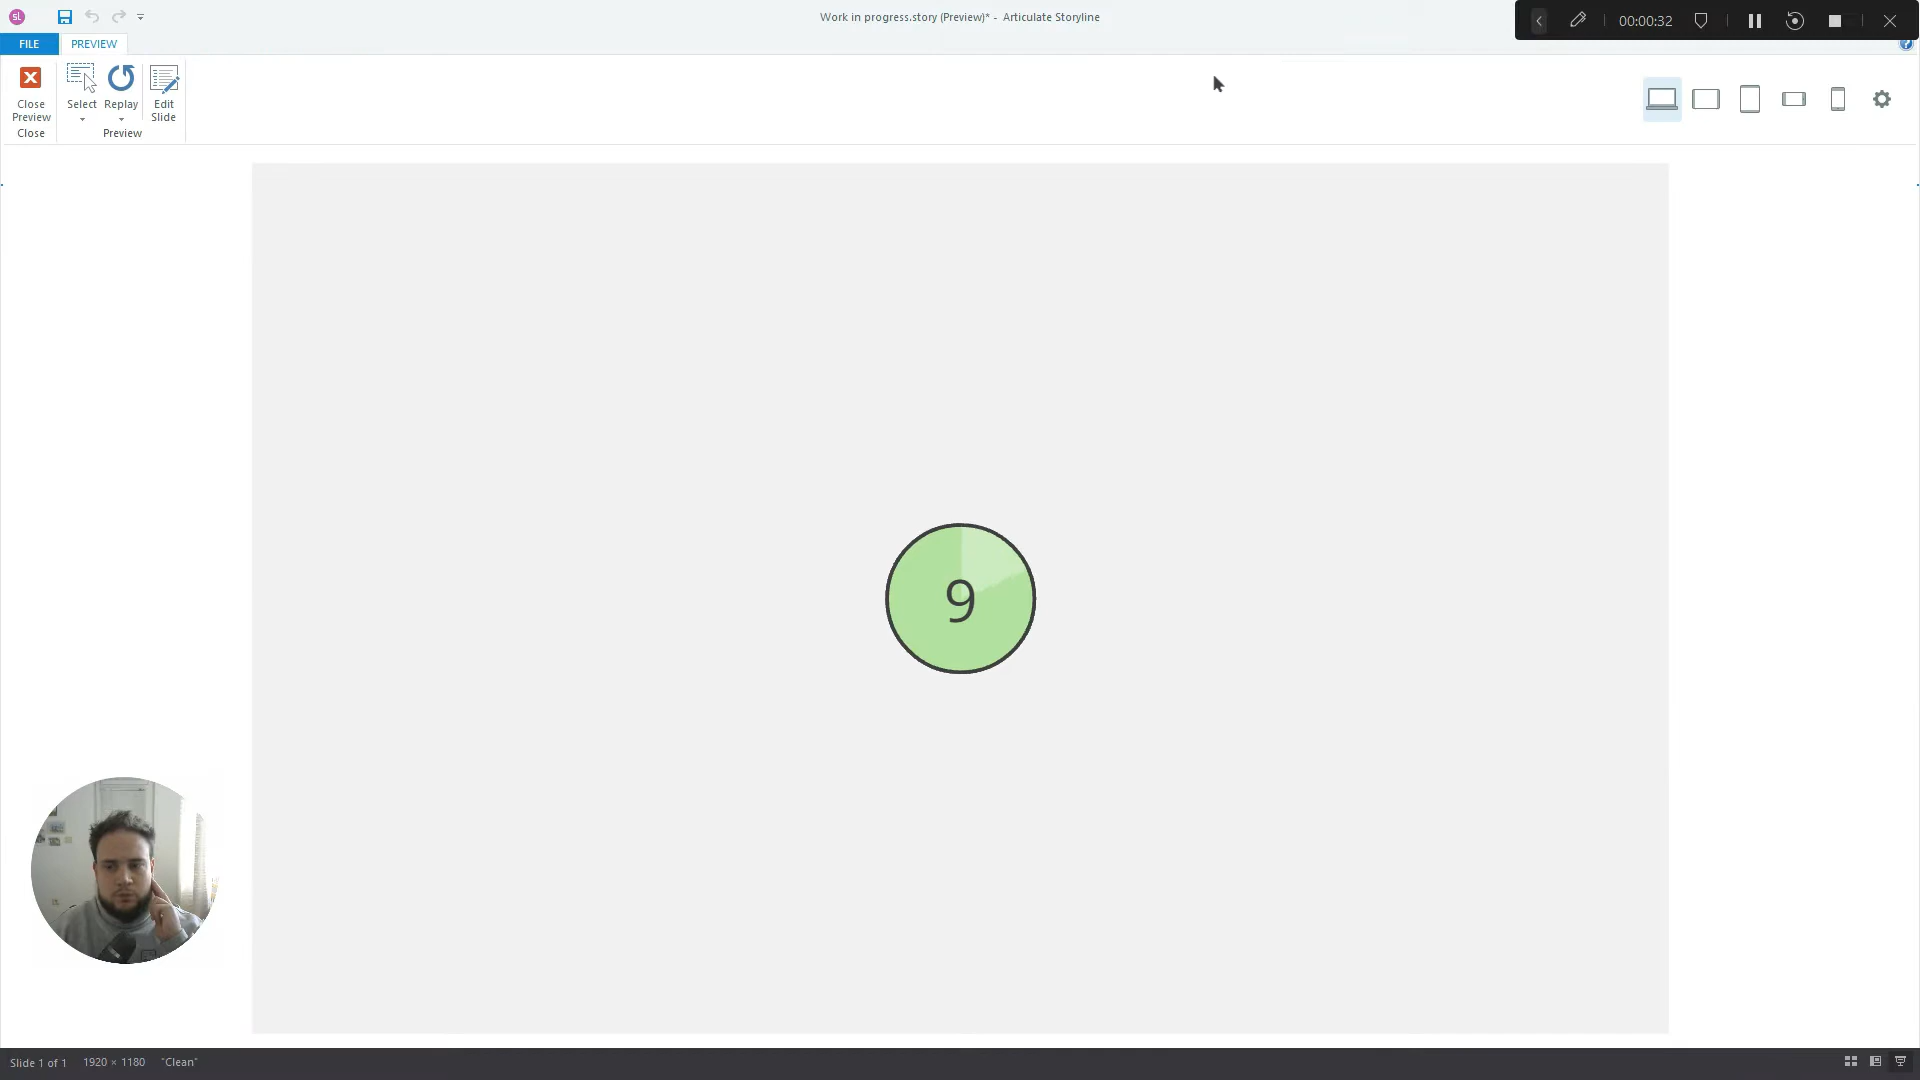 sl
Work in progress.story (Preview)* - Articulate Storyline
00:00:32
FILE
PREVIEW
?
Close
Preview
Select
Replay
Edit
Slide
Close
Preview
9
Slide 1 of 1
1920 × 1180
"Clean"